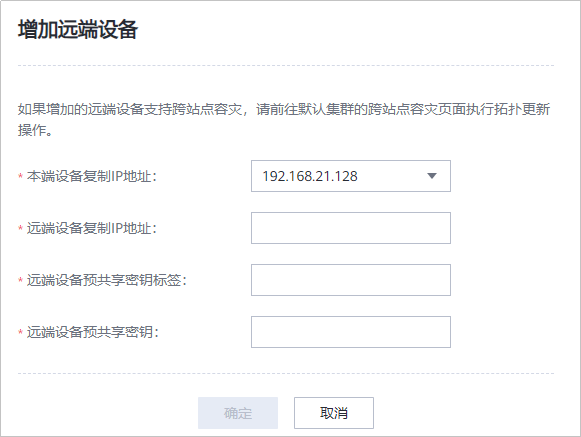 增加远端设备
如果增加的远端设备支持跨站点容灾，请前往默认集群的跨站点容灾页面执行拓扑更新
操作。
* 本端设备复制IP地址：
192.168.21.128
* 远端设备复制IP地址：
* 远端设备预共享密钥标签：
* 远端设备预共享密钥：
确定
取消